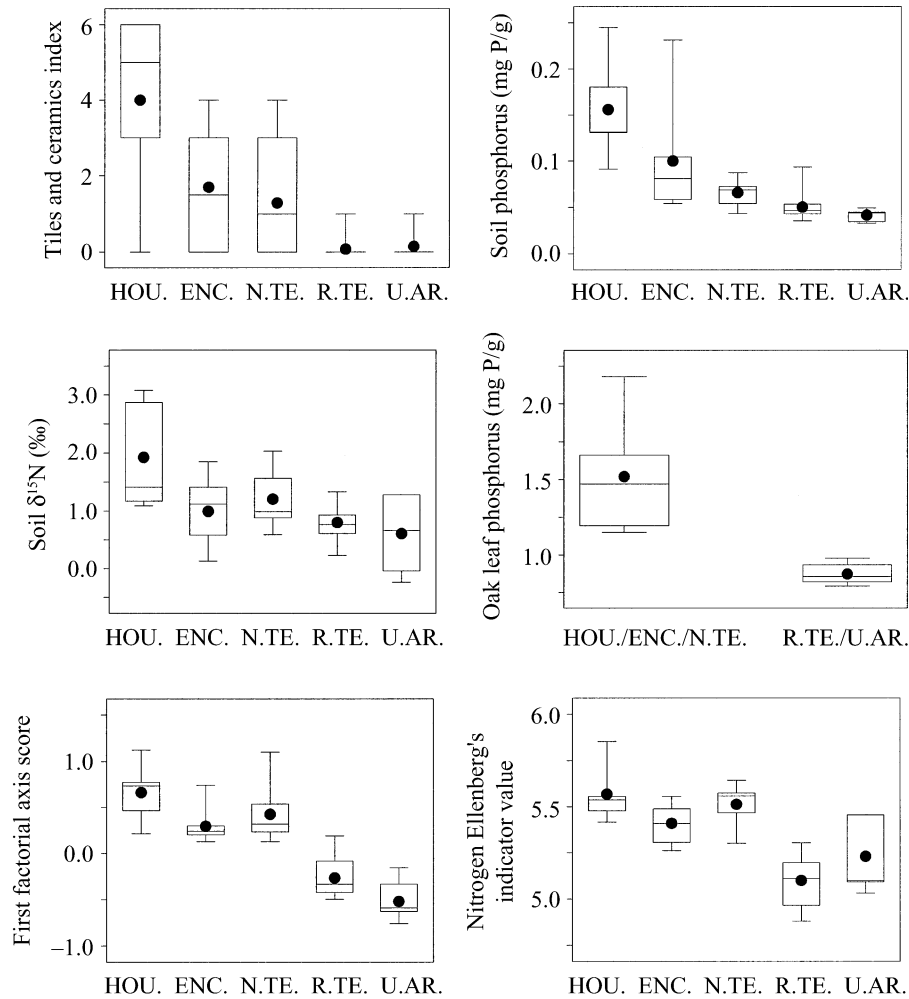 Tiles and ceramics index
6
4
2
0
HOU. ENC. N.TE. R.TE. U.AR.
Soil phosphorus (mg P/g)
0.2
0.1
0.0
HOU. ENC. N.TE. R.TE. U.AR.
Soil δ¹⁵N (‰)
3.0
2.0
1.0
0.0
HOU. ENC. N.TE. R.TE. U.AR.
Oak leaf phosphorus (mg P/g)
2.0
1.5
1.0
HOU./ENC./N.TE. R.TE./U.AR.
First factorial axis score
1.0
0.0
–1.0
HOU. ENC. N.TE. R.TE. U.AR.
Nitrogen Ellenberg's
indicator value
6.0
5.5
5.0
HOU. ENC. N.TE. R.TE. U.AR.